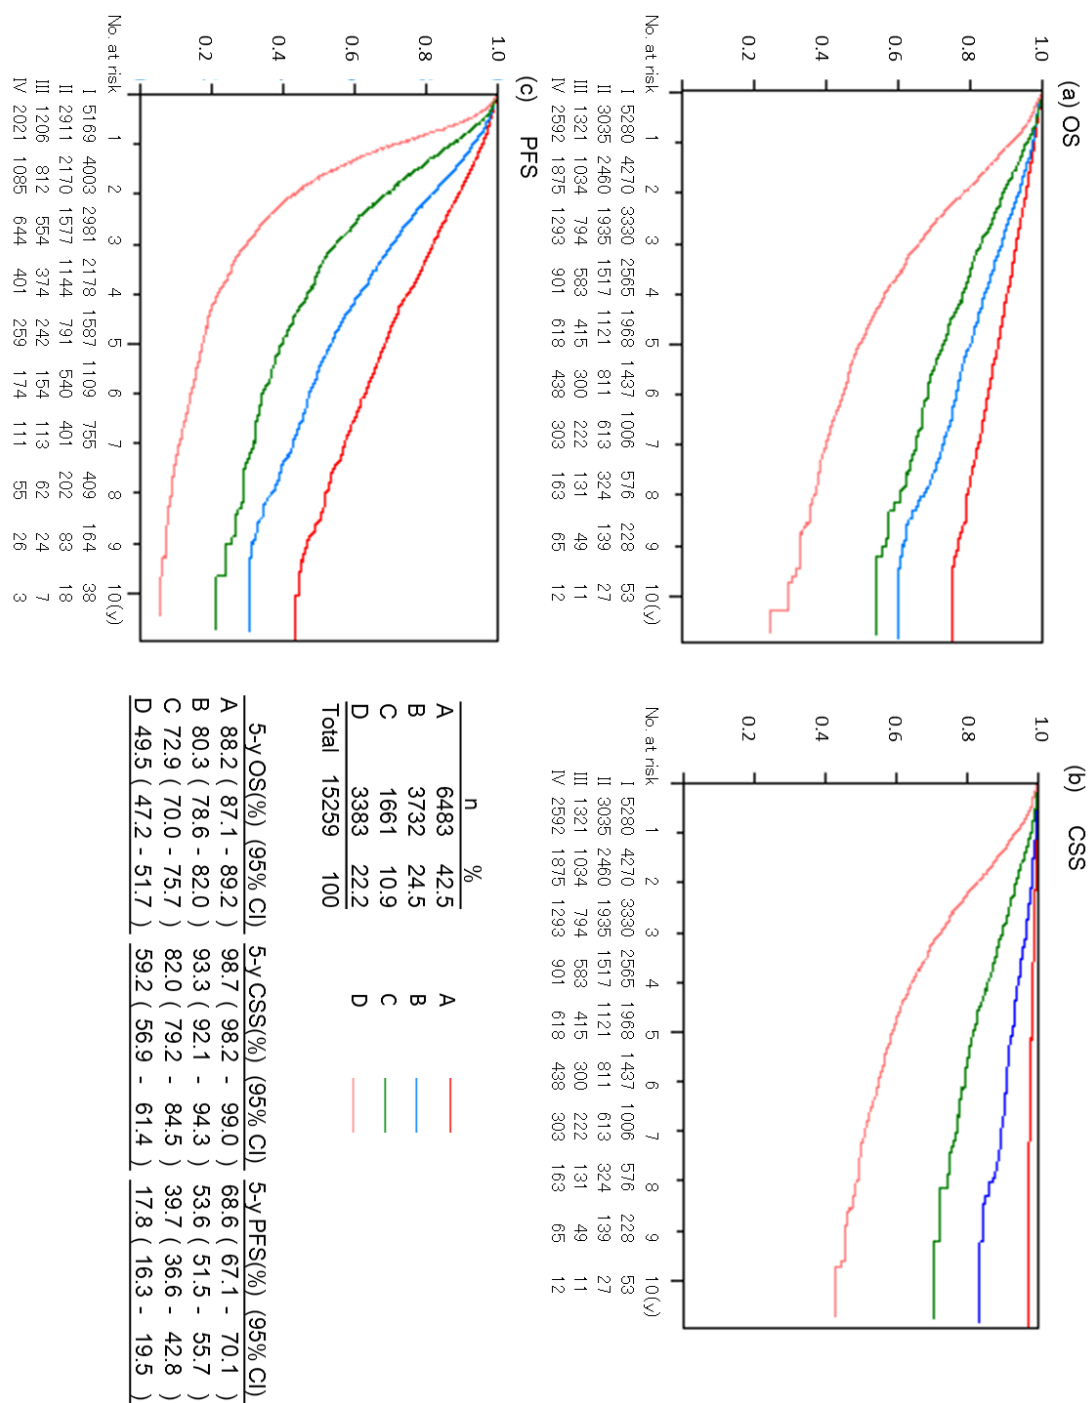 (a) OS
1.0
0.8
0.6
0.4
0.2
No. at risk 1 2 3 4 5 6 7 8 9 10(y)
I 5280 4270 3330 2565 1968 1437 1006 576 228 53
II 3035 2460 1935 1517 1121 811 613 324 139 27
III 1321 1034 794 583 415 300 222 131 49 11
IV 2592 1875 1293 901 618 438 303 163 65 12
(b) CSS
1.0
0.8
0.6
0.4
0.2
No. at risk 1 2 3 4 5 6 7 8 9 10(y)
I 5280 4270 3330 2565 1968 1437 1006 576 228 53
II 3035 2460 1935 1517 1121 811 613 324 139 27
III 1321 1034 794 583 415 300 222 131 49 11
IV 2592 1875 1293 901 618 438 303 163 65 12
(c) PFS
1.0
0.8
0.6
0.4
0.2
No. at risk 1 2 3 4 5 6 7 8 9 10(y)
I 5169 4003 2981 2178 1587 1109 755 409 164 38
II 2911 2170 1577 1144 791 540 401 202 83 18
III 1206 812 554 374 242 154 113 62 24 7
IV 2021 1085 644 401 259 174 111 55 26 3
n %
A 6483 42.5
B 3732 24.5
C 1661 10.9
D 3383 22.2
Total 15259 100
A
B
C
D
5-y OS(%) (95% CI) 5-y CSS(%) (95% CI) 5-y PFS(%) (95% CI)
A 88.2 ( 87.1 - 89.2 ) 98.7 ( 98.2 - 99.0 ) 68.6 ( 67.1 - 70.1 )
B 80.3 ( 78.6 - 82.0 ) 93.3 ( 92.1 - 94.3 ) 53.6 ( 51.5 - 55.7 )
C 72.9 ( 70.0 - 75.7 ) 82.0 ( 79.2 - 84.5 ) 39.7 ( 36.6 - 42.8 )
D 49.5 ( 47.2 - 51.7 ) 59.2 ( 56.9 - 61.4 ) 17.8 ( 16.3 - 19.5 )